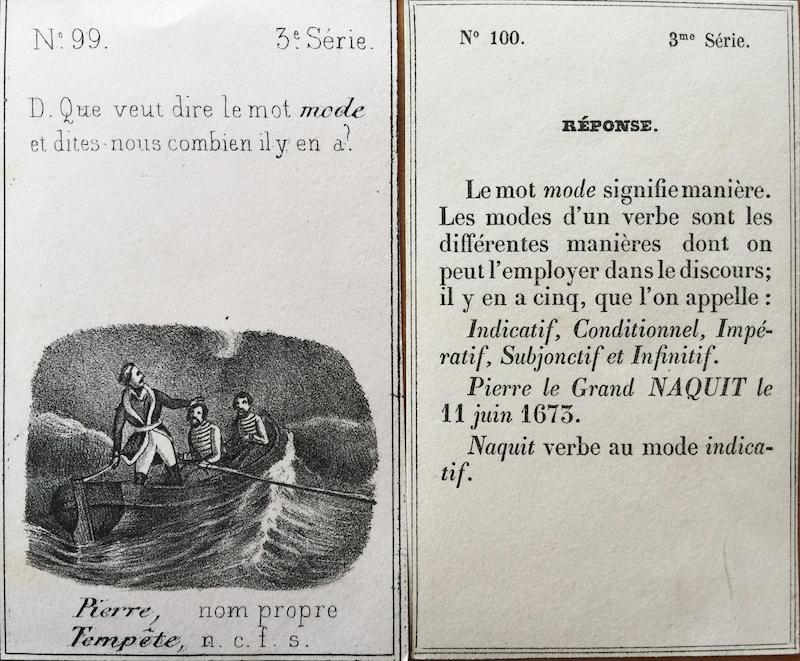 N° 99. 3e Série.
D. Que veut dire le mot mode
et dites-nous combien il y en a?
Pierre, nom propre
Tempête, n. c. f. s.
N° 100. 3me Série.
RÉPONSE.
Le mot mode signifie manière.
Les modes d'un verbe sont les
différentes manières dont on
peut l'employer dans le discours;
il y en a cinq, que l'on appelle :
Indicatif, Conditionnel, Impé-
ratif, Subjonctif et Infinitif.
Pierre le Grand NAQUIT le
11 juin 1673.
Naquit verbe au mode indica-
tif.